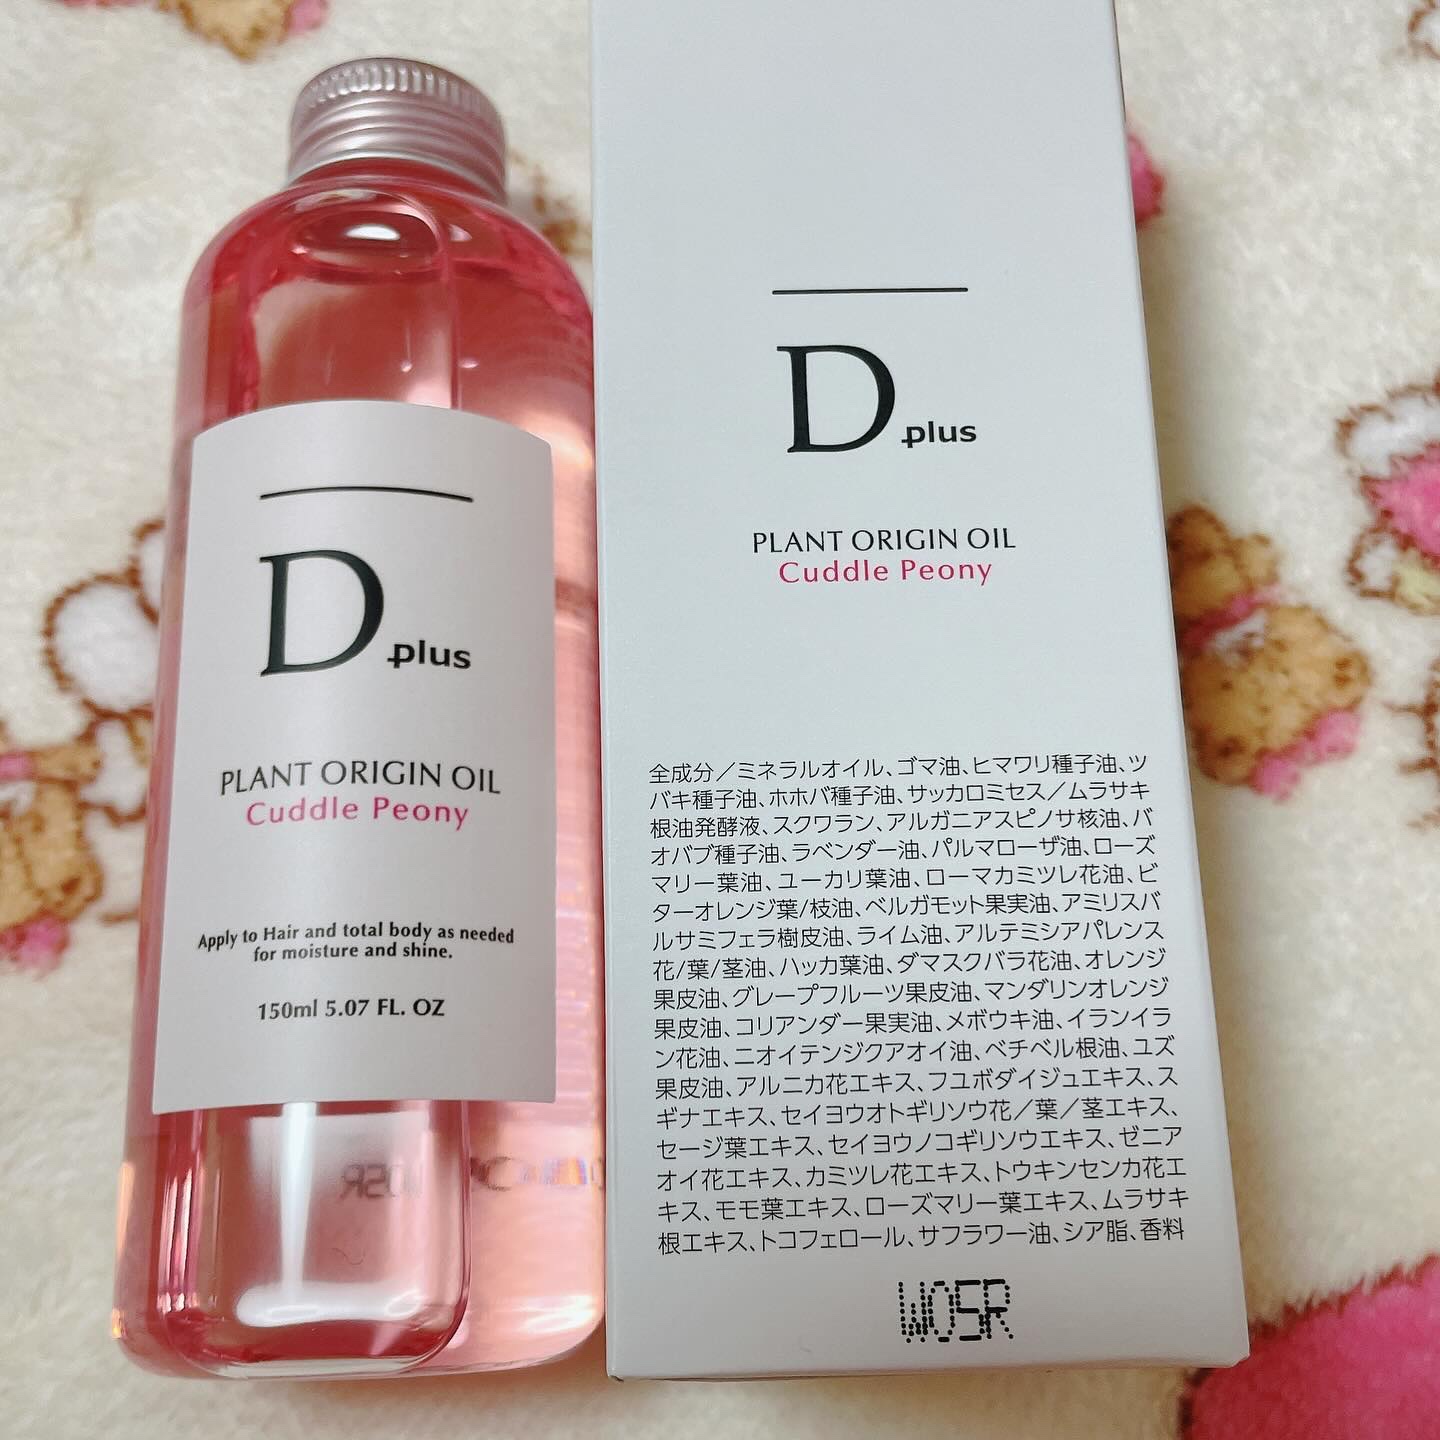 D plus
PLANT ORIGIN OIL
Cuddle Peony
Apply to Hair and total body as needed
for moisture and shine.
150ml 5.07 FL. OZ
D plus
PLANT ORIGIN OIL
Cuddle Peony
全成分／ミネラルオイル、ゴマ油、ヒマワリ種子油、ツ
バキ種子油、ホホバ種子油、サッカロミセス／ムラサキ
根油発酵液、スクワラン、アルガニアスピノサ核油、バ
オバブ種子油、ラベンダー油、パルマローザ油、ローズ
マリー葉油、ユーカリ葉油、ローマカミツレ花油、ビ
ターオレンジ葉/枝油、ベルガモット果実油、アミリスバ
ルサミフェラ樹皮油、ライム油、アルテミシアパレンス
花/葉/茎油、ハッカ葉油、ダマスクバラ花油、オレンジ
果皮油、グレープフルーツ果皮油、マンダリンオレンジ
果皮油、コリアンダー果実油、メボウキ油、イランイラ
ン花油、ニオイテンジクアオイ油、ベチベル根油、ユズ
果皮油、アルニカ花エキス、フユボダイジュエキス、ス
ギナエキス、セイヨウオトギリソウ花／葉／茎エキス、
セージ葉エキス、セイヨウノコギリソウエキス、ゼニア
オイ花エキス、カミツレ花エキス、トウキンセンカ花エ
キス、モモ葉エキス、ローズマリー葉エキス、ムラサキ
根エキス、トコフェロール、サフラワー油、シア脂、香料
W05R